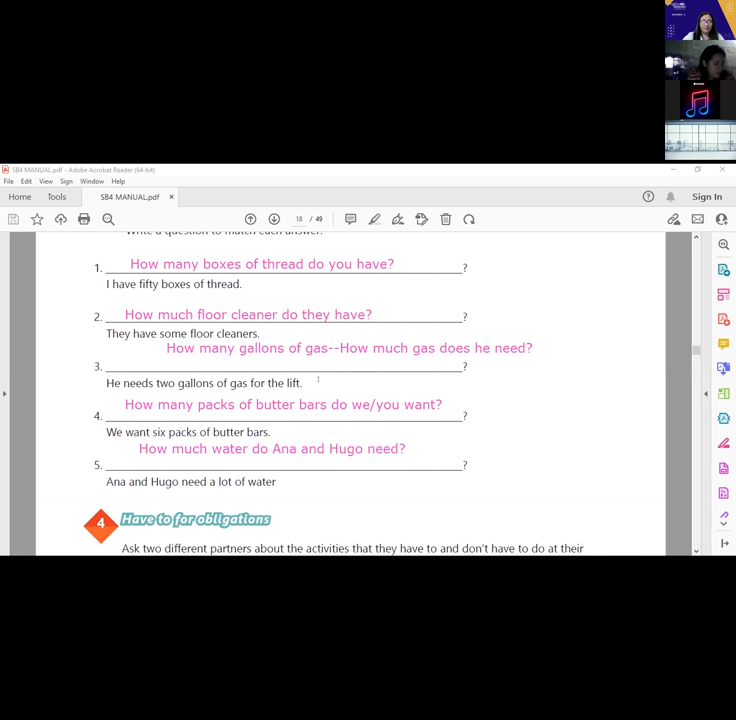 SB4 MANUAL.pdf - Adobe Acrobat Reader (64-bit)
File Edit View Sign Window Help
Home Tools SB4 MANUAL.pdf × Sign In
18 / 49
Write a question to match each answer.
1. How many boxes of thread do you have? ?
I have fifty boxes of thread.
2. How much floor cleaner do they have? ?
They have some floor cleaners.
How many gallons of gas--How much gas does he need?
3. ?
He needs two gallons of gas for the lift.
How many packs of butter bars do we/you want?
4. ?
We want six packs of butter bars.
How much water do Ana and Hugo need?
5. ?
Ana and Hugo need a lot of water
4 Have to for obligations
Ask two different partners about the activities that they have to and don't have to do at their